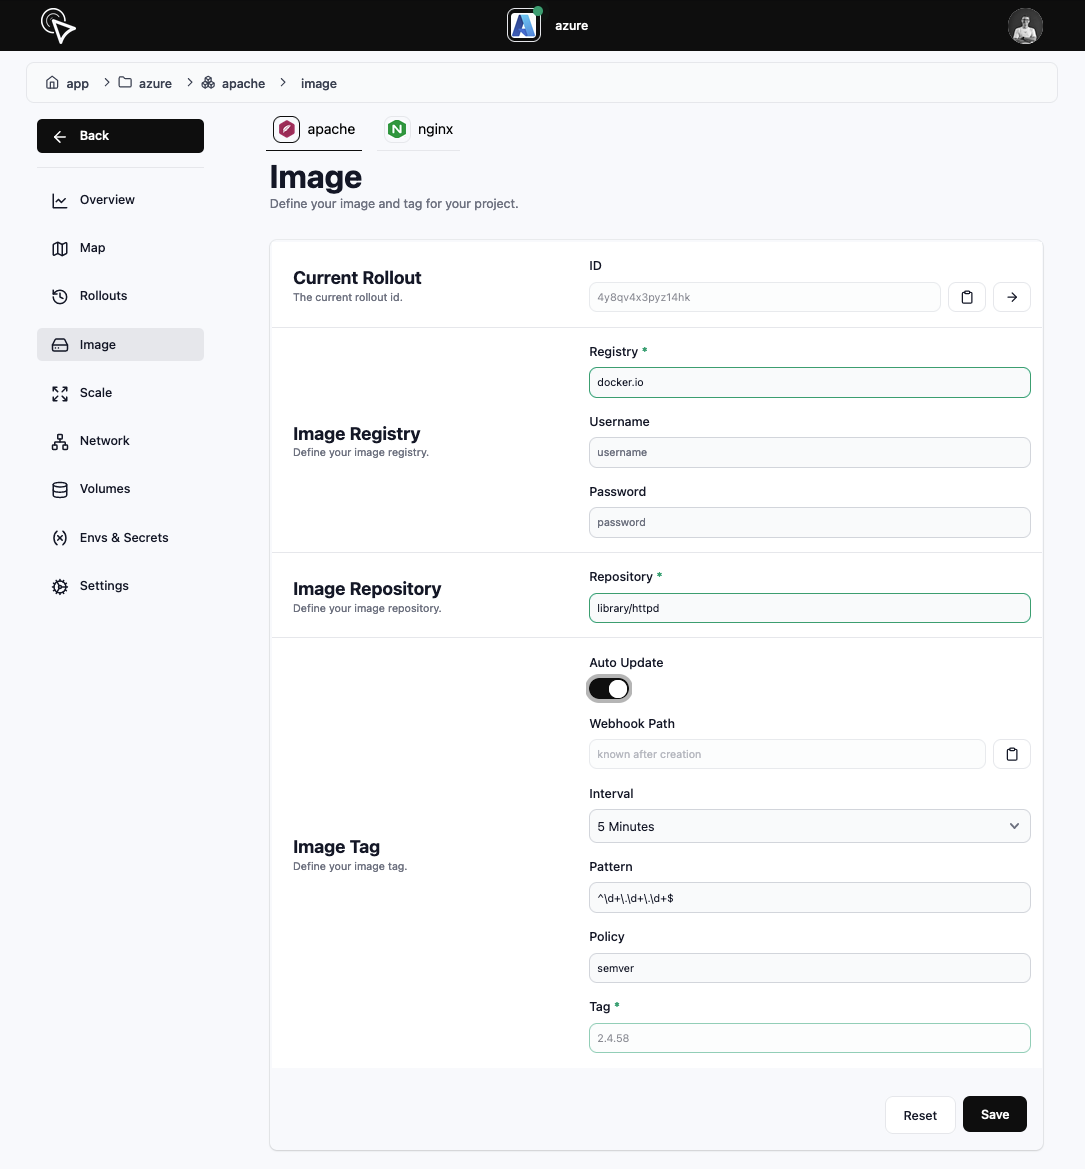 azure
app
azure
apache
image
Back
apache
nginx
Image
Define your image and tag for your project.
Overview
Map
Rollouts
Image
Scale
Network
Volumes
Envs & Secrets
Settings
Current Rollout
The current rollout id.
ID
4y8qv4x3pyz14hk
Image Registry
Define your image registry.
Registry *
docker.io
Username
username
Password
password
Image Repository
Define your image repository.
Repository *
library/httpd
Image Tag
Define your image tag.
Auto Update
Webhook Path
known after creation
Interval
5 Minutes
Pattern
^\d+\.\d+\.\d+$
Policy
semver
Tag *
2.4.58
Reset
Save